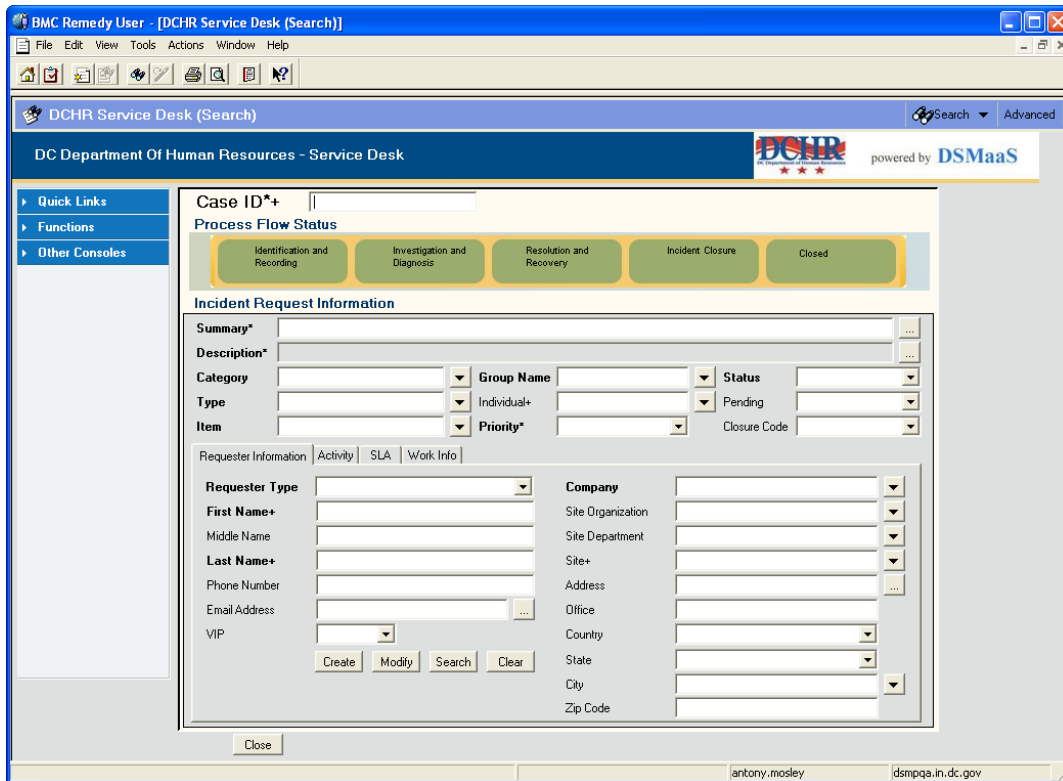 BMC Remedy User - [DCHR Service Desk (Search)]
File Edit View Tools Actions Window Help
DCHR Service Desk (Search)
Search Advanced
DC Department Of Human Resources - Service Desk
DCHR
DC Department of Human Resources
powered by DSMaaS
Quick Links
Functions
Other Consoles
Case ID*+
Process Flow Status
Identification and Recording
Investigation and Diagnosis
Resolution and Recovery
Incident Closure
Closed
Incident Request Information
Summary* ...
Description* ...
Category Group Name Status
Type Individual+ Pending
Item Priority* Closure Code
Requester Information Activity SLA Work Info
Requester Type Company
First Name+ Site Organization
Middle Name Site Department
Last Name+ Site+
Phone Number Address ...
Email Address ... Office
VIP Country
Create Modify Search Clear State
City
Zip Code
Close
antony.mosley dsmpqa.in.dc.gov